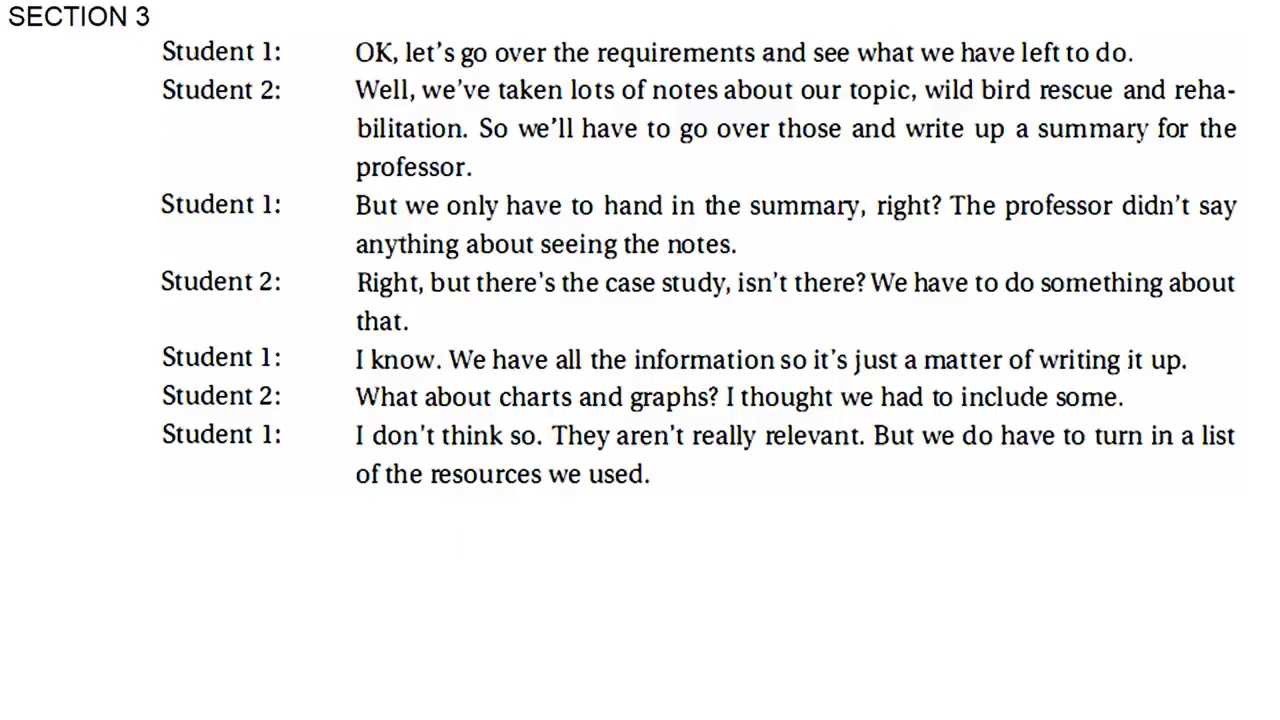 SECTION 3
Student 1: OK, let's go over the requirements and see what we have left to do.
Student 2: Well, we've taken lots of notes about our topic, wild bird rescue and reha-
bilitation. So we'll have to go over those and write up a summary for the
professor.
Student 1: But we only have to hand in the summary, right? The professor didn't say
anything about seeing the notes.
Student 2: Right, but there's the case study, isn't there? We have to do something about
that.
Student 1: I know. We have all the information so it's just a matter of writing it up.
Student 2: What about charts and graphs? I thought we had to include some.
Student 1: I don't think so. They aren't really relevant. But we do have to turn in a list
of the resources we used.